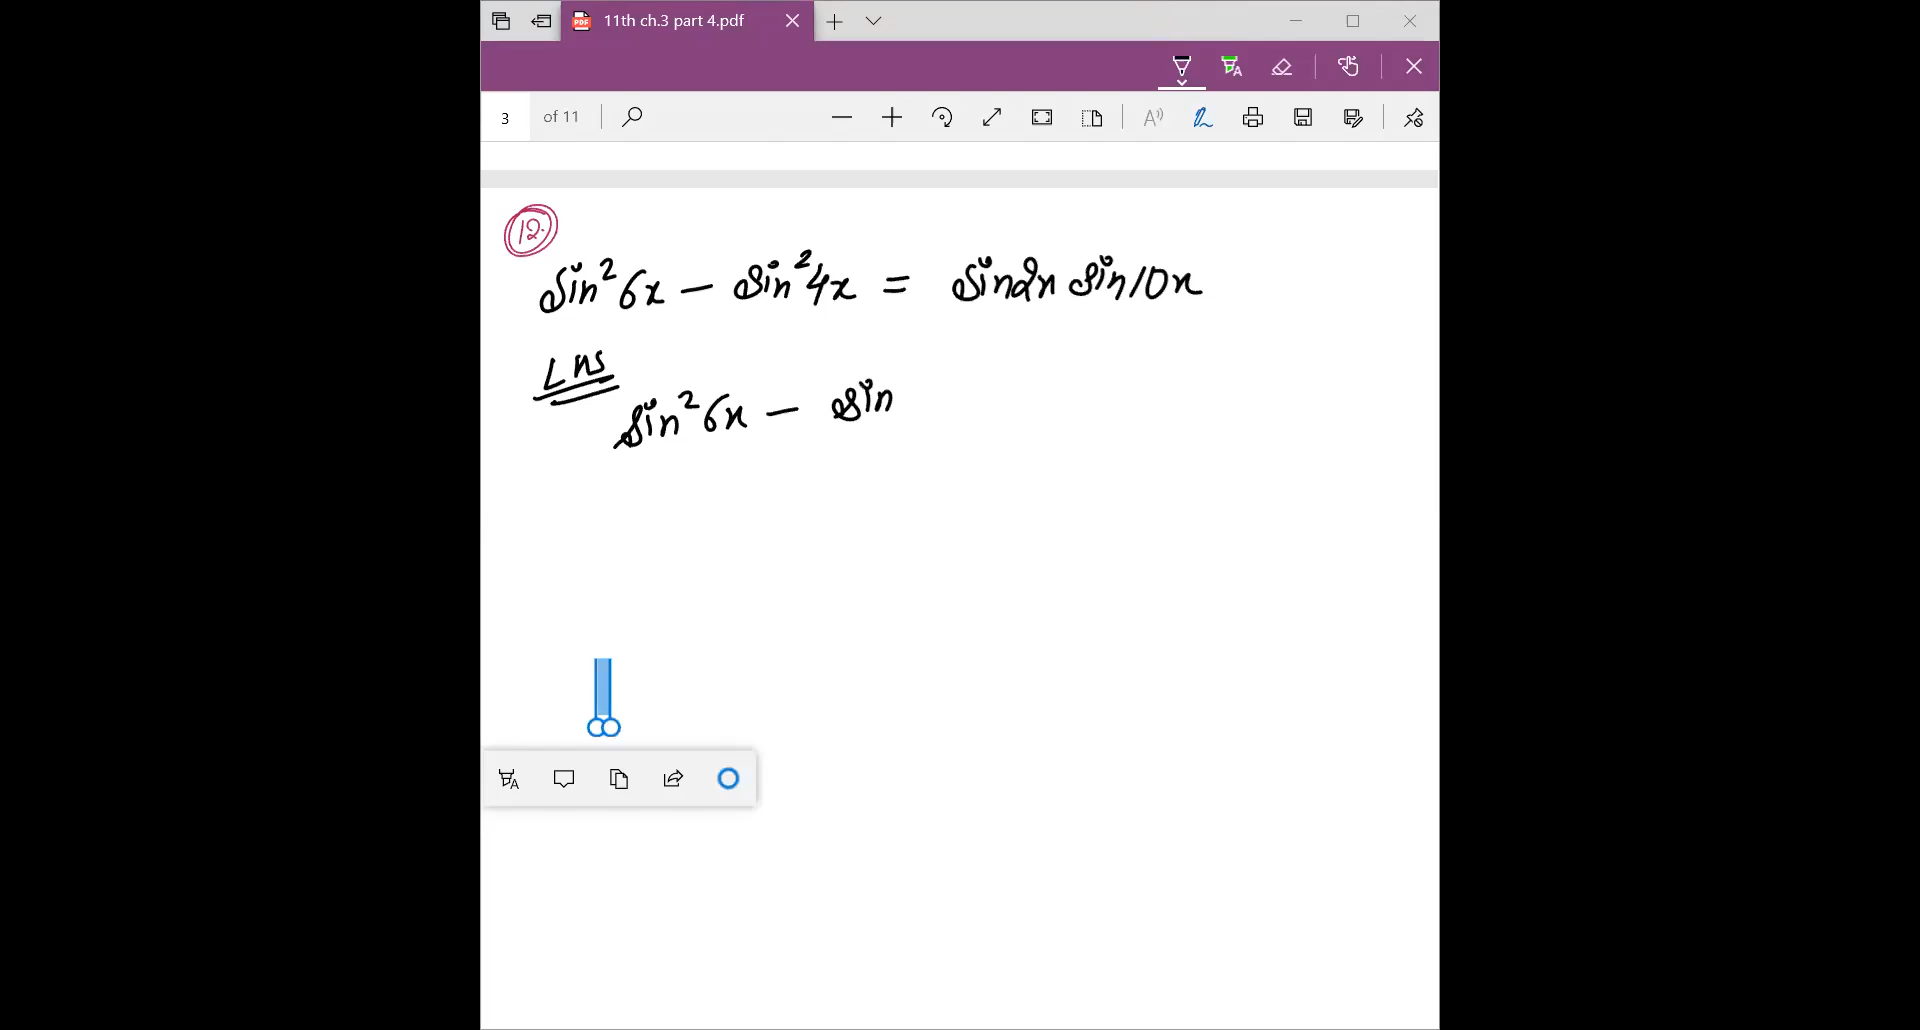 11th ch.3 part 4.pdf
3 of 11
12.
Sin²6x - Sin²4x = Sin2x Sin10x
LHS
Sin²6x - Sin